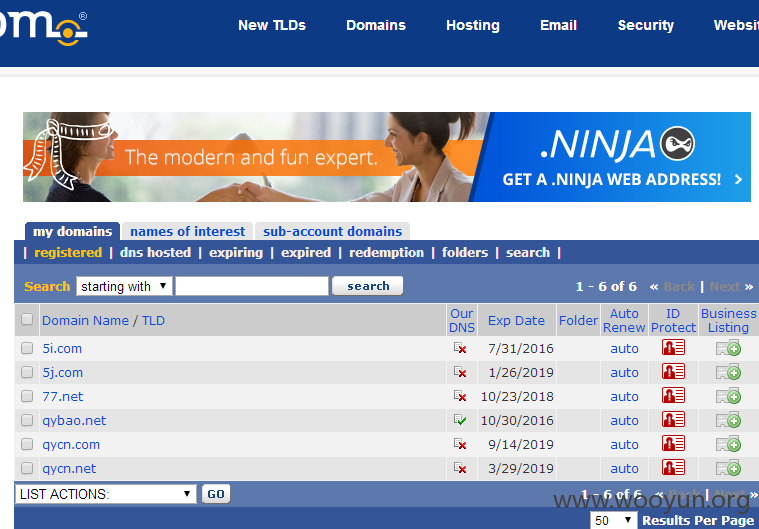 om®
New TLDs Domains Hosting Email Security Websi
The modern and fun expert.
.NINJA
GET A .NINJA WEB ADDRESS! >
my domains names of interest sub-account domains
| registered | dns hosted | expiring | expired | redemption | folders | search |
Search starting with search 1 - 6 of 6 « Back | Next »
Domain Name / TLD Our DNS Exp Date Folder Auto Renew ID Protect Business Listing
5i.com 7/31/2016 auto
5j.com 1/26/2019 auto
77.net 10/23/2018 auto
qybao.net 10/30/2016 auto
qycn.com 9/14/2019 auto
qycn.net 3/29/2019 auto
LIST ACTIONS: GO 1 - 6 of 6 « Back | Next »
www.wooyun.org
50 Results Per Page